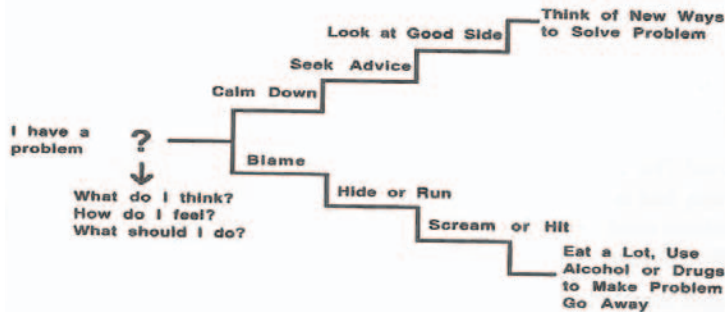 Think of New Ways
to Solve Problem
Look at Good Side
Seek Advice
Calm Down
I have a
problem
?
What do I think?
How do I feel?
What should I do?
Blame
Hide or Run
Scream or Hit
Eat a Lot, Use
Alcohol or Drugs
to Make Problem
Go Away